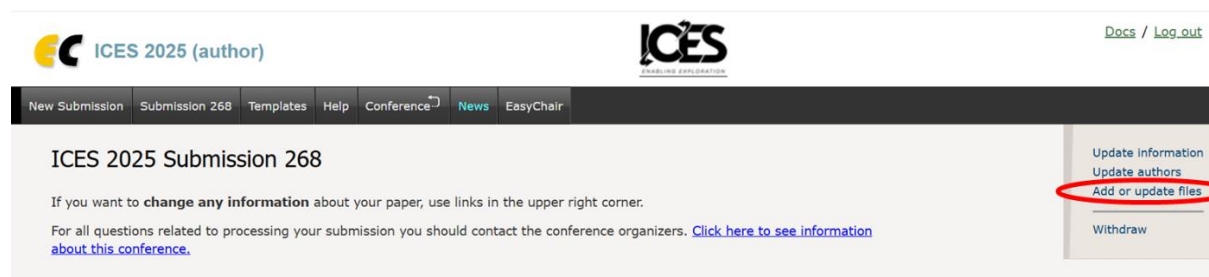 EC ICES 2025 (author)
ICES
ENABLING EXPLORATION
Docs / Log out
New Submission Submission 268 Templates Help Conference News EasyChair
ICES 2025 Submission 268
If you want to change any information about your paper, use links in the upper right corner.
For all questions related to processing your submission you should contact the conference organizers. Click here to see information
about this conference.
Update information
Update authors
Add or update files
Withdraw